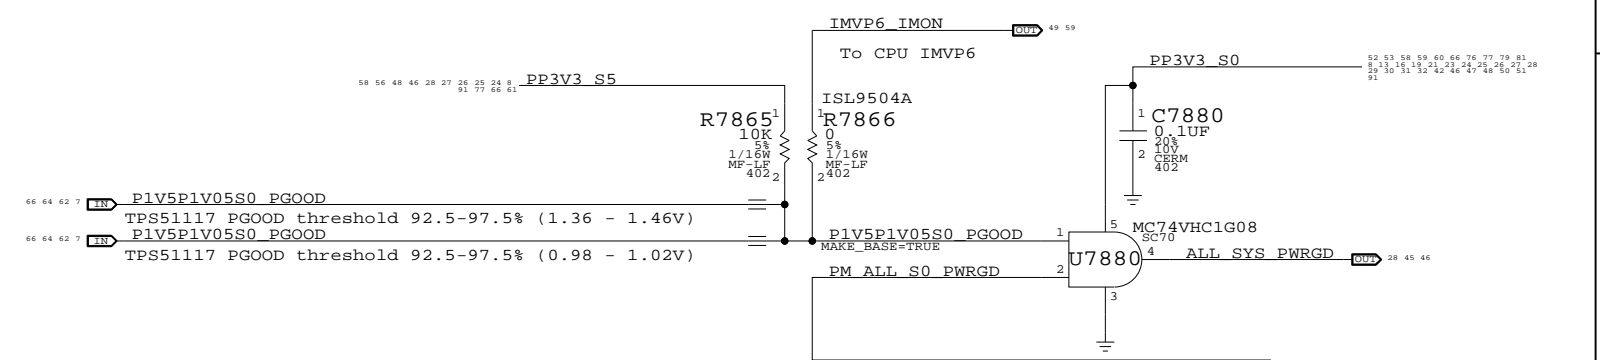 IMVP6_IMON
OUT 49 59
To CPU IMVP6
PP3V3_S0
52 53 58 59 60 66 76 77 79 81
8 13 16 19 21 23 24 25 26 27 28
29 30 31 32 42 46 47 48 50 51
91
58 56 48 46 28 27 26 25 24 8
91 77 66 61
PP3V3_S5
ISL9504A
R7865
1
10K
5%
1/16W
MF-LF
402
2
1
R7866
0
5%
1/16W
MF-LF
402
2
1
C7880
0.1UF
20%
10V
CERM
402
2
66 64 62 7 IN P1V5P1V05S0_PGOOD
TPS51117 PGOOD threshold 92.5-97.5% (1.36 - 1.46V)
66 64 62 7 IN P1V5P1V05S0_PGOOD
TPS51117 PGOOD threshold 92.5-97.5% (0.98 - 1.02V)
P1V5P1V05S0_PGOOD
MAKE_BASE=TRUE
PM_ALL_S0_PWRGD
1
2
5
MC74VHC1G08
SC70
U7880
4
3
ALL_SYS_PWRGD
OUT 28 45 46